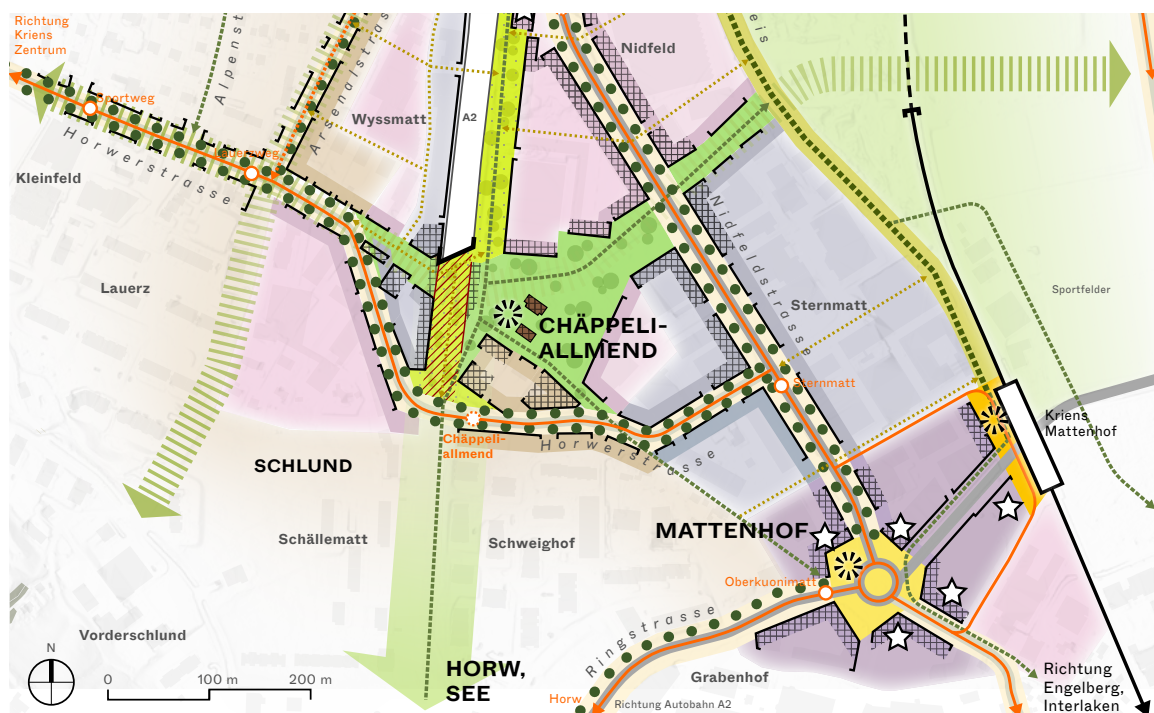 Richtung
Kriens
Zentrum
Alpenst
Arsenalstrasse
Nidfeld
eis
Sportweg
Wyssmatt
A2
Horwerstrasse
Kleinfeld
Nidfeldstrasse
Lauerz
Sternmatt
Sportfelder
CHÄPPELI-
ALLMEND
Sternmatt
Kriens
Mattenhof
Chäppeli-
allmend
Horwerstrasse
SCHLUND
MATTENHOF
Schällematt
Schweighof
Oberkuonimatt
Ringstrasse
Vorderschlund
N
0
100 m
200 m
HORW,
SEE
Grabenhof
Horw
Richtung Autobahn A2
Richtung
Engelberg,
Interlaken